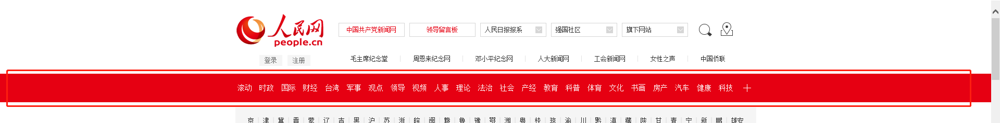 人民网
people.cn
中国共产党新闻网 领导留言板 人民日报报系 强国社区 旗下网站
登录 注册 毛主席纪念堂 周恩来纪念网 邓小平纪念网 人大新闻网 工会新闻网 女性之声 中国侨联
滚动 时政 国际 财经 台湾 军事 观点 领导 视频 人事 理论 法治 社会 产经 教育 科普 体育 文化 书画 房产 汽车 健康 科技
京 津 冀 晋 蒙 辽 吉 黑 沪 苏 浙 皖 闽 赣 鲁 豫 鄂 湘 粤 桂 琼 渝 川 黔 滇 藏 陕 甘 青 宁 新 鹏 雄安